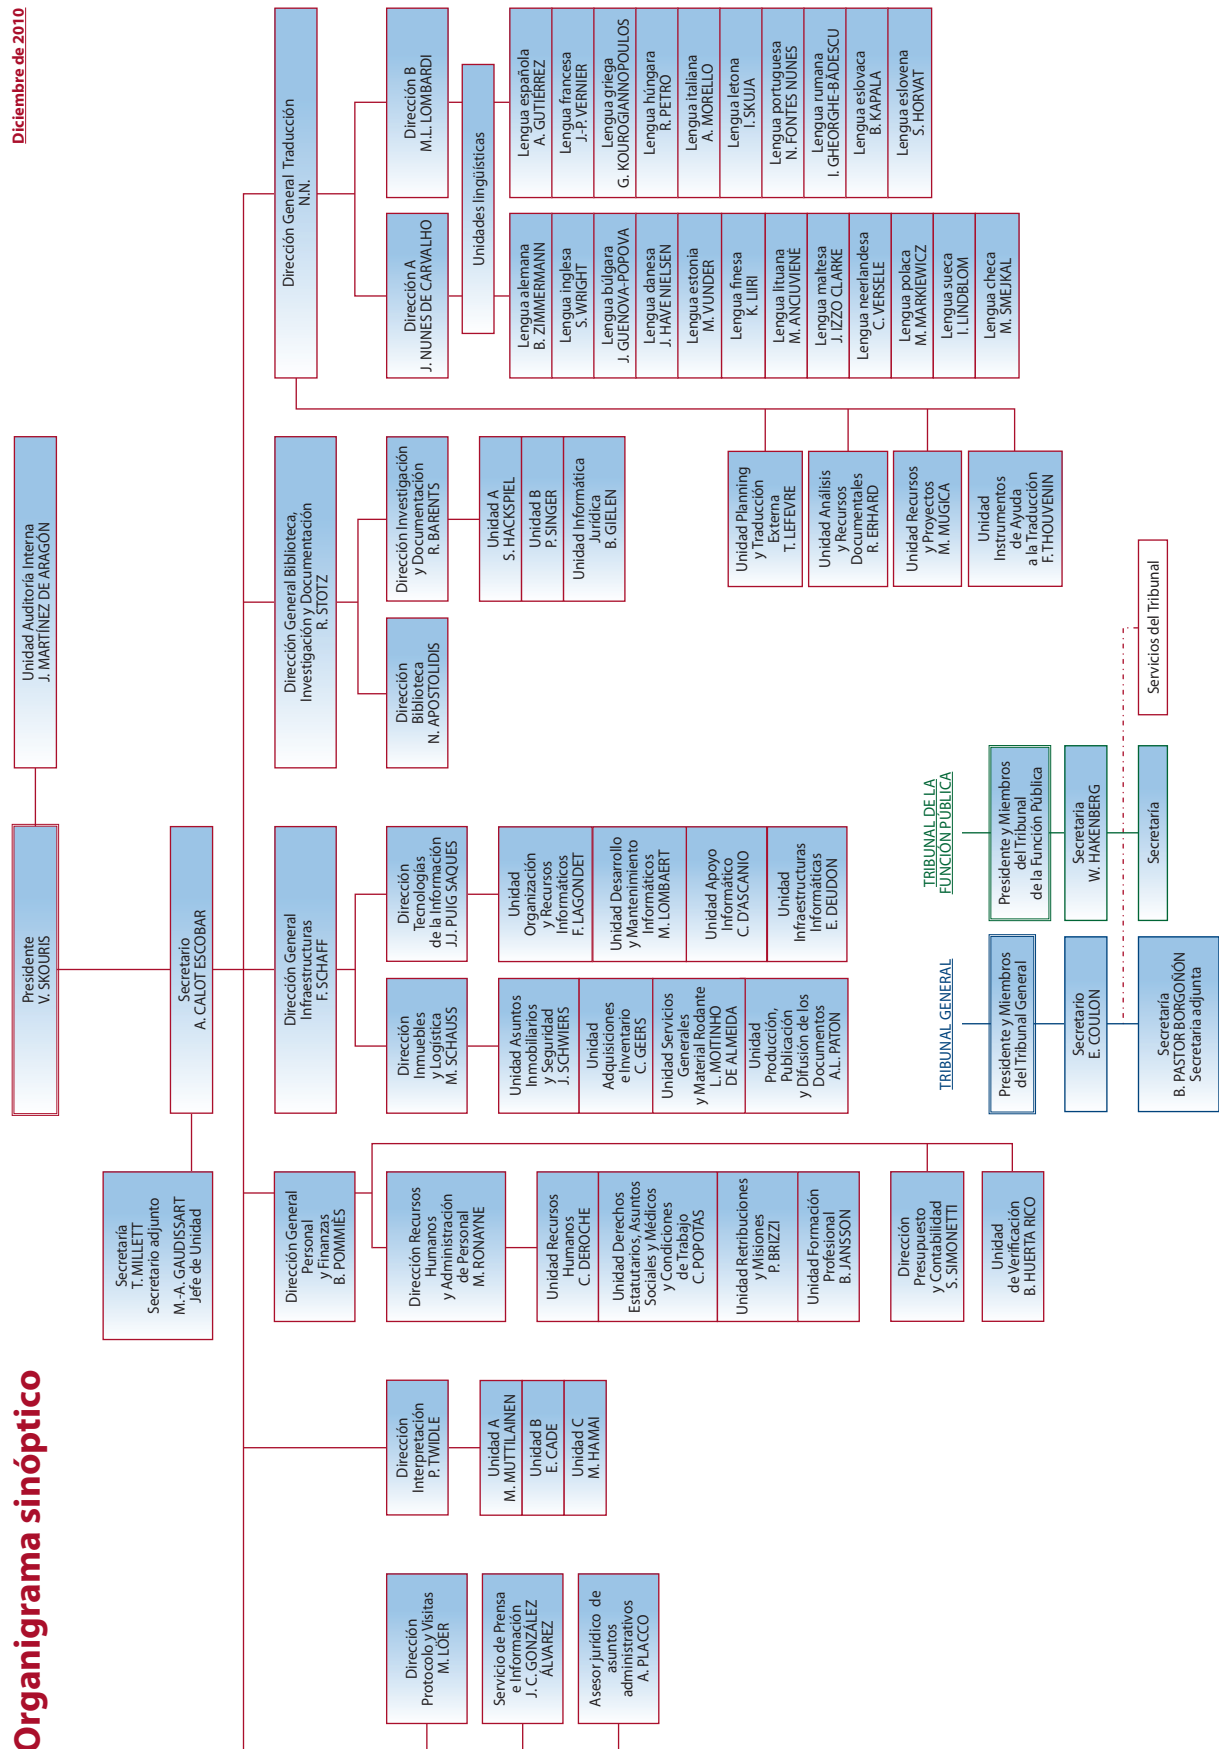 Organigrama sinóptico
Diciembre de 2010
Presidente
V. SKOURIS
Unidad Auditoría Interna
J. MARTÍNEZ DE ARAGÓN
Secretaría
T. MILLETT
Secretario adjunto
M.-A. GAUDISSART
Jefe de Unidad
Secretario
A. CALOT ESCOBAR
Dirección
Protocolo y Visitas
M. LÖER
Servicio de Prensa
e Información
J. C. GONZÁLEZ
ÁLVAREZ
Asesor jurídico de
asuntos
administrativos
A. PLACCO
Dirección
Interpretación
P. TWIDLE
Unidad A
M. MUTTILAINEN
Unidad B
E. CADE
Unidad C
M. HAMAI
Dirección General
Personal
y Finanzas
B. POMMIÈS
Dirección Recursos
Humanos
y Administración
de Personal
M. RONAYNE
Unidad Recursos
Humanos
C. DEROCHE
Unidad Derechos
Estatutarios, Asuntos
Sociales y Médicos
y Condiciones
de Trabajo
C. POPOTAS
Unidad Retribuciones
y Misiones
P. BRIZZI
Unidad Formación
Profesional
B. JANSSON
Dirección
Presupuesto
y Contabilidad
S. SIMONETTI
Unidad
de Verificación
B. HUERTA RICO
Dirección General
Infraestructuras
F. SCHAFF
Dirección
Inmuebles
y Logística
M. SCHAUSS
Unidad Asuntos
Inmobiliarios
y Seguridad
J. SCHWIERS
Unidad
Adquisiciones
e Inventario
C. GEERS
Unidad Servicios
Generales
y Material Rodante
L. MOITINHO
DE ALMEIDA
Unidad
Producción,
Publicación
y Difusión de los
Documentos
A.L. PATON
Dirección
Tecnologías
de la Información
J.J. PUIG SAQUES
Unidad
Organización
y Recursos
Informáticos
F. LAGONDET
Unidad Desarrollo
y Mantenimiento
Informáticos
M. LOMBAERT
Unidad Apoyo
Informático
C. D'ASCANIO
Unidad
Infraestructuras
Informáticas
E. DEUDON
Dirección General Biblioteca,
Investigación y Documentación
R. STOTZ
Dirección
Biblioteca
N. APOSTOLIDIS
Dirección Investigación
y Documentación
R. BARENTS
Unidad A
S. HACKSPIEL
Unidad B
P. SINGER
Unidad Informática
Jurídica
B. GIELEN
Dirección General Traducción
N.N.
Dirección A
J. NUNES DE CARVALHO
Dirección B
M.L. LOMBARDI
Unidades lingüísticas
Lengua alemana
B. ZIMMERMANN
Lengua inglesa
S. WRIGHT
Lengua búlgara
J. GUENOVA-POPOVA
Lengua danesa
J. HAVE NIELSEN
Lengua estonia
M. VUNDER
Lengua finesa
K. LIIRI
Lengua lituana
M. ANCIUVIENĖ
Lengua maltesa
J. IZZO CLARKE
Lengua neerlandesa
C. VERSELE
Lengua polaca
M. MARKIEWICZ
Lengua sueca
I. LINDBLOM
Lengua checa
M. SMEJKAL
Lengua española
A. GUTIÉRREZ
Lengua francesa
J.-P. VERNIER
Lengua griega
G. KOUROGIANNOPOULOS
Lengua húngara
R. PETRO
Lengua italiana
A. MORELLO
Lengua letona
I. SKUJA
Lengua portuguesa
N. FONTES NUNES
Lengua rumana
I. GHEORGHE-BĂDESCU
Lengua eslovaca
B. KAPALA
Lengua eslovena
S. HORVAT
Unidad Planning
y Traducción
Externa
T. LEFEVRE
Unidad Análisis
y Recursos
Documentales
R. ERHARD
Unidad Recursos
y Proyectos
M. MUGICA
Unidad
Instrumentos
de Ayuda
a la Traducción
F. THOUVENIN
TRIBUNAL GENERAL
Presidente y Miembros
del Tribunal General
Secretario
E. COULON
Secretaría
B. PASTOR BORGOÑÓN
Secretaria adjunta
TRIBUNAL DE LA
FUNCIÓN PÚBLICA
Presidente y Miembros
del Tribunal
de la Función Pública
Secretaria
W. HAKENBERG
Secretaría
Servicios del Tribunal